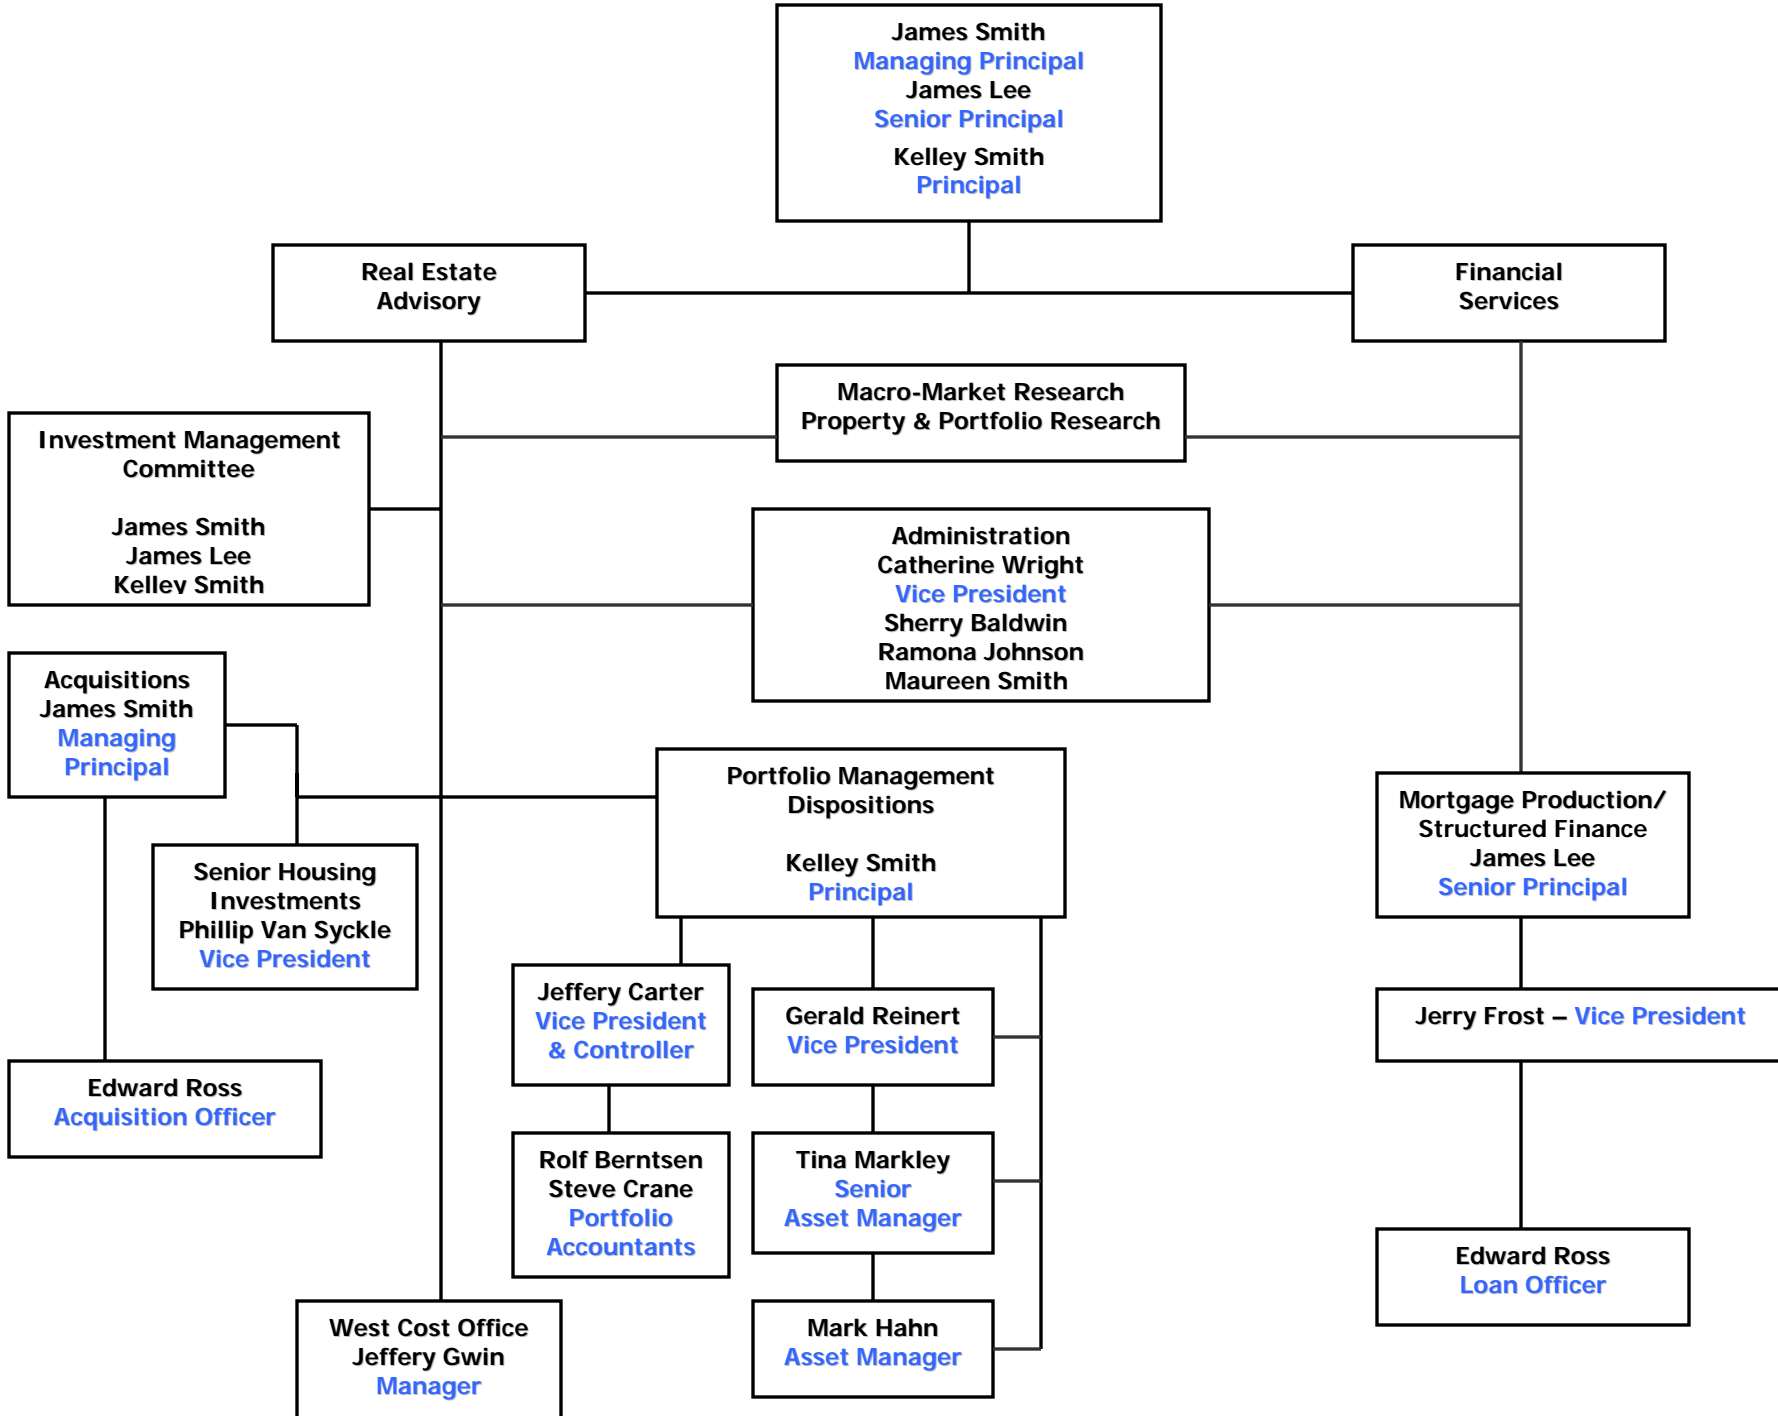 James Smith
Managing Principal
James Lee
Senior Principal
Kelley Smith
Principal
Real Estate
Advisory
Financial
Services
Macro-Market Research
Property & Portfolio Research
Investment Management
Committee
James Smith
James Lee
Kelley Smith
Administration
Catherine Wright
Vice President
Sherry Baldwin
Ramona Johnson
Maureen Smith
Acquisitions
James Smith
Managing
Principal
Portfolio Management
Dispositions
Kelley Smith
Principal
Mortgage Production/
Structured Finance
James Lee
Senior Principal
Senior Housing
Investments
Phillip Van Syckle
Vice President
Jeffery Carter
Vice President
& Controller
Gerald Reinert
Vice President
Jerry Frost – Vice President
Edward Ross
Acquisition Officer
Rolf Berntsen
Steve Crane
Portfolio
Accountants
Tina Markley
Senior
Asset Manager
Edward Ross
Loan Officer
West Cost Office
Jeffery Gwin
Manager
Mark Hahn
Asset Manager